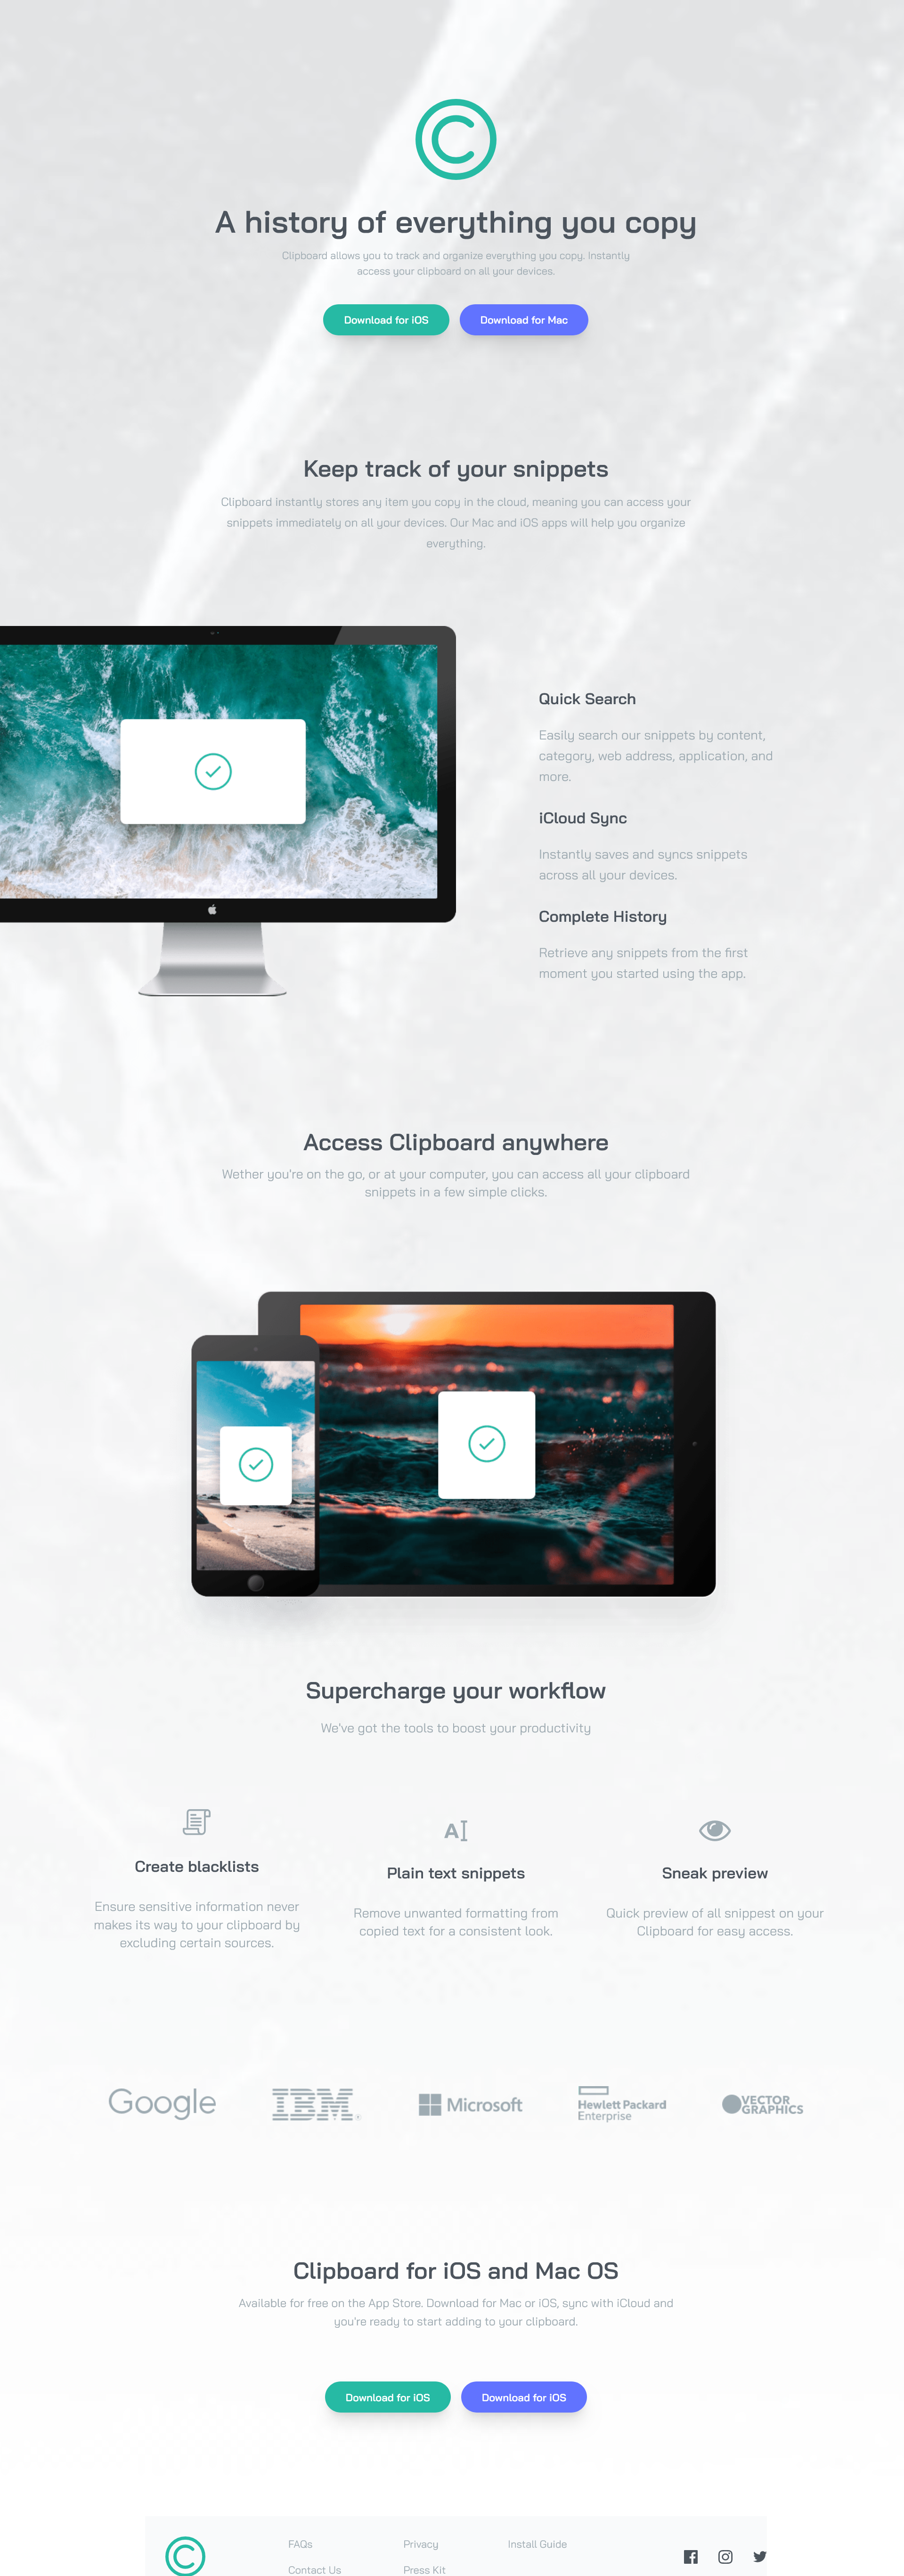 A history of everything you copy
Clipboard allows you to track and organize everything you copy. Instantly
access your clipboard on all your devices.
Download for iOS
Download for Mac
Keep track of your snippets
Clipboard instantly stores any item you copy in the cloud, meaning you can access your
snippets immediately on all your devices. Our Mac and iOS apps will help you organize
everything.
Quick Search
Easily search our snippets by content,
category, web address, application, and
more.
iCloud Sync
Instantly saves and syncs snippets
across all your devices.
Complete History
Retrieve any snippets from the first
moment you started using the app.
Access Clipboard anywhere
Wether you're on the go, or at your computer, you can access all your clipboard
snippets in a few simple clicks.
Supercharge your workflow
We've got the tools to boost your productivity
Create blacklists
Ensure sensitive information never
makes its way to your clipboard by
excluding certain sources.
Plain text snippets
Remove unwanted formatting from
copied text for a consistent look.
Sneak preview
Quick preview of all snippest on your
Clipboard for easy access.
Google
IBM
Microsoft
Hewlett Packard
Enterprise
VECTOR
GRAPHICS
Clipboard for iOS and Mac OS
Available for free on the App Store. Download for Mac or iOS, sync with iCloud and
you're ready to start adding to your clipboard.
Download for iOS
Download for iOS
FAQs
Contact Us
Privacy
Press Kit
Install Guide